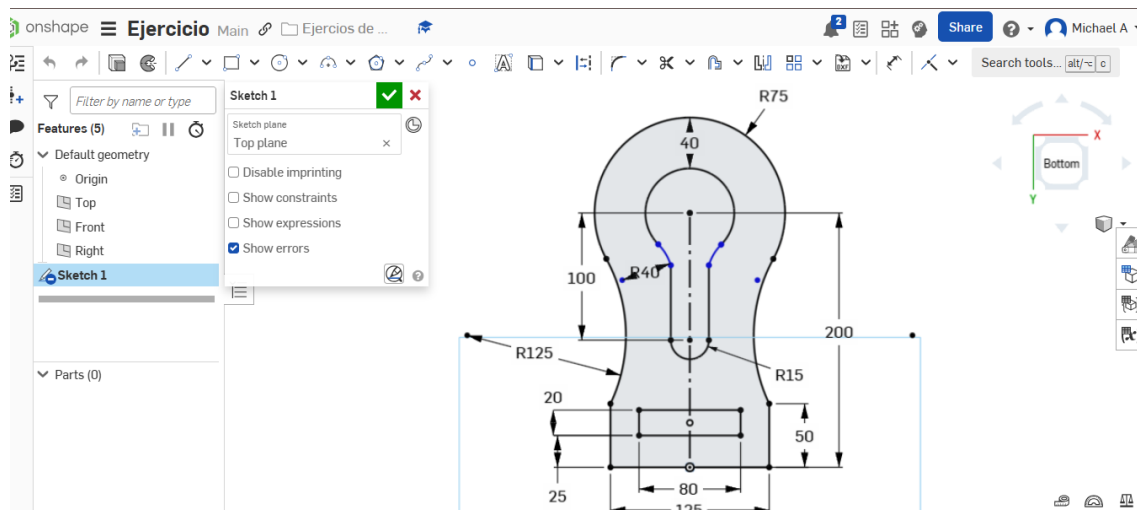 onshape Ejercicio Main Ejercios de ...
2 Share Michael A
Search tools... alt/~ c
Filter by name or type
Features (5)
Default geometry
Origin
Top
Front
Right
Sketch 1
Parts (0)
Sketch 1
Sketch plane
Top plane
Disable imprinting
Show constraints
Show expressions
Show errors
R75
40
R40
100
200
R125
R15
20
50
25
80
125
Bottom
X
Y